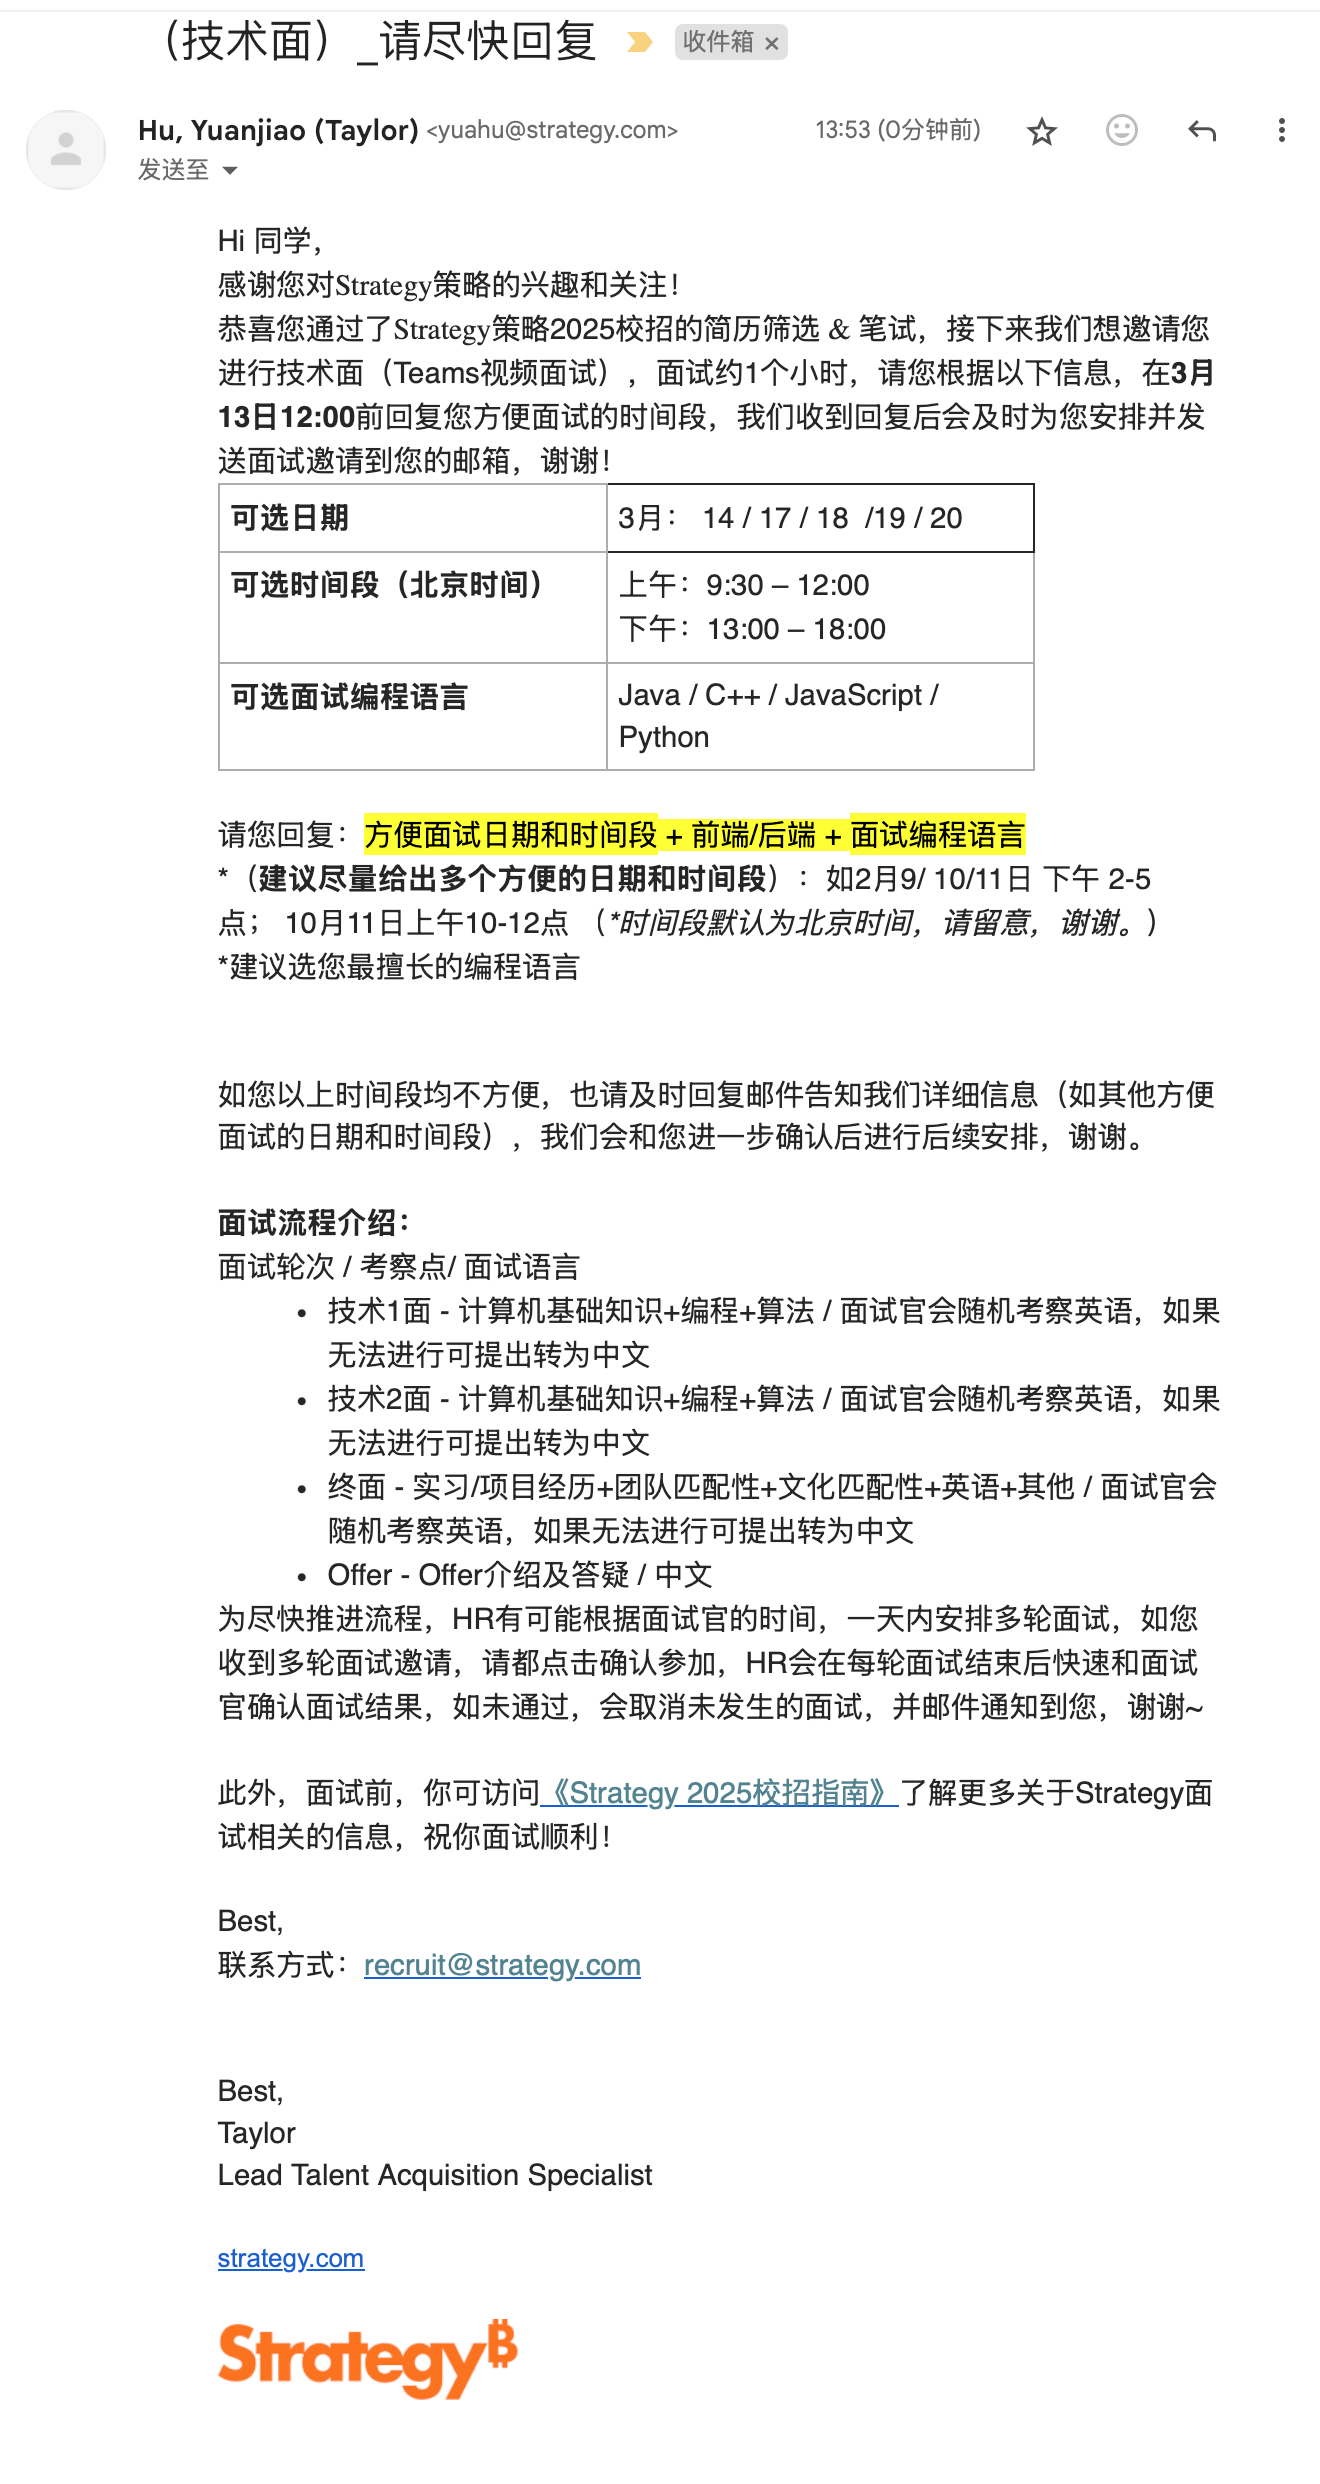 （技术面）_请尽快回复 收件箱 ×
Hu, Yuanjiao (Taylor) <yuahu@strategy.com> 13:53 (0分钟前)
发送至
Hi 同学，
感谢您对Strategy策略的兴趣和关注！
恭喜您通过了Strategy策略2025校招的简历筛选 & 笔试，接下来我们想邀请您
进行技术面（Teams视频面试），面试约1个小时，请您根据以下信息，在3月
13日12:00前回复您方便面试的时间段，我们收到回复后会及时为您安排并发
送面试邀请到您的邮箱，谢谢！
可选日期 3月： 14 / 17 / 18 /19 / 20
可选时间段（北京时间） 上午：9:30 – 12:00
下午：13:00 – 18:00
可选面试编程语言 Java / C++ / JavaScript /
Python
请您回复：方便面试日期和时间段 + 前端/后端 + 面试编程语言
*（建议尽量给出多个方便的日期和时间段）：如2月9/ 10/11日 下午 2-5
点； 10月11日上午10-12点 （*时间段默认为北京时间，请留意，谢谢。）
*建议选您最擅长的编程语言
如您以上时间段均不方便，也请及时回复邮件告知我们详细信息（如其他方便
面试的日期和时间段），我们会和您进一步确认后进行后续安排，谢谢。
面试流程介绍：
面试轮次 / 考察点/ 面试语言
• 技术1面 - 计算机基础知识+编程+算法 / 面试官会随机考察英语，如果
无法进行可提出转为中文
• 技术2面 - 计算机基础知识+编程+算法 / 面试官会随机考察英语，如果
无法进行可提出转为中文
• 终面 - 实习/项目经历+团队匹配性+文化匹配性+英语+其他 / 面试官会
随机考察英语，如果无法进行可提出转为中文
• Offer - Offer介绍及答疑 / 中文
为尽快推进流程，HR有可能根据面试官的时间，一天内安排多轮面试，如您
收到多轮面试邀请，请都点击确认参加，HR会在每轮面试结束后快速和面试
官确认面试结果，如未通过，会取消未发生的面试，并邮件通知到您，谢谢~
此外，面试前，你可访问《Strategy 2025校招指南》了解更多关于Strategy面
试相关的信息，祝你面试顺利！
Best,
联系方式：recruit@strategy.com
Best,
Taylor
Lead Talent Acquisition Specialist
strategy.com
Strategy₿